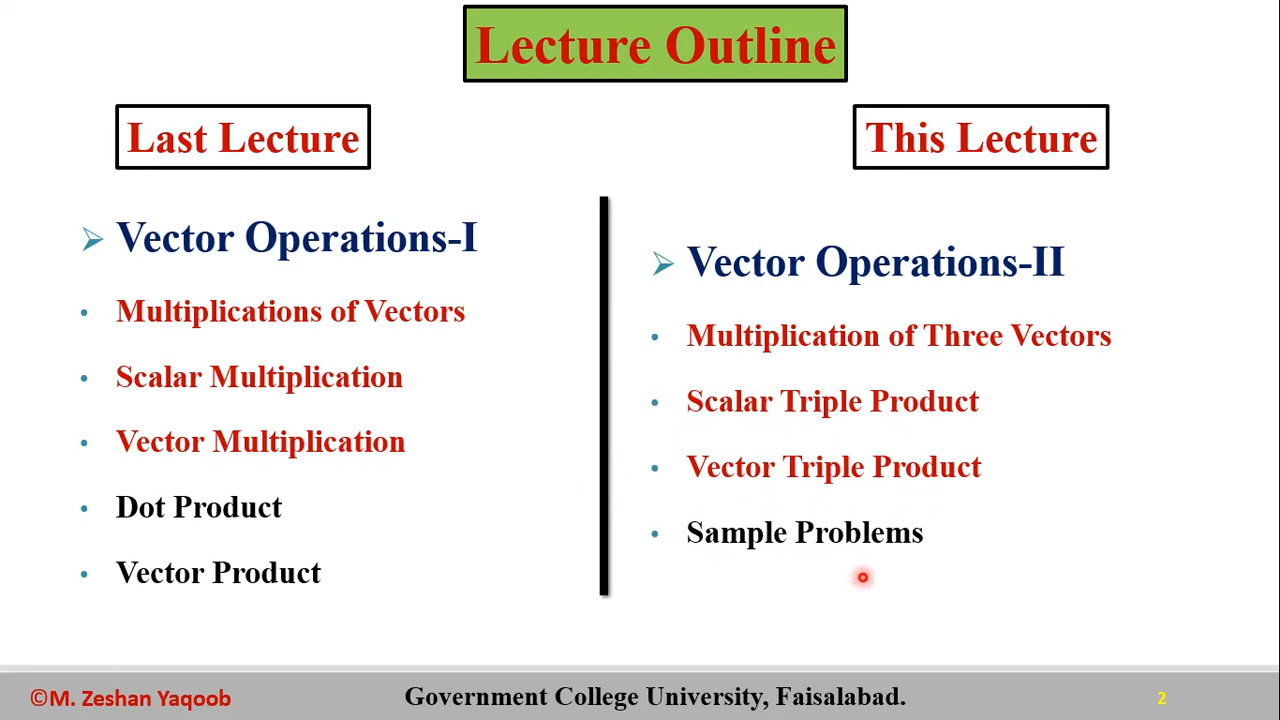 Lecture Outline
Last Lecture
Vector Operations-I
Multiplications of Vectors
Scalar Multiplication
Vector Multiplication
Dot Product
Vector Product
This Lecture
Vector Operations-II
Multiplication of Three Vectors
Scalar Triple Product
Vector Triple Product
Sample Problems
©M. Zeshan Yaqoob
Government College University, Faisalabad.
2